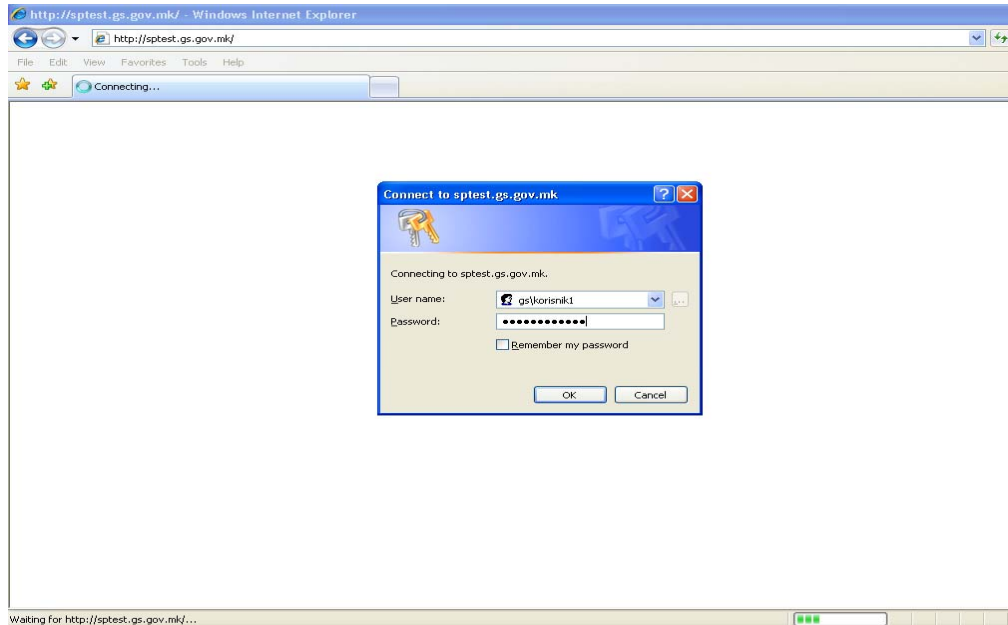 http://sptest.gs.gov.mk/ - Windows Internet Explorer
http://sptest.gs.gov.mk/
File Edit View Favorites Tools Help
Connecting...
Connect to sptest.gs.gov.mk
Connecting to sptest.gs.gov.mk.
User name: gs\korisnik1
Password: ●●●●●●●●●●●●
Remember my password
OK Cancel
Waiting for http://sptest.gs.gov.mk/...